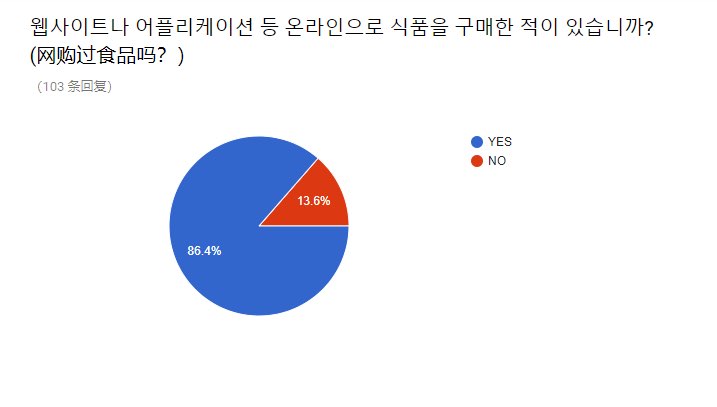 웹사이트나 어플리케이션 등 온라인으로 식품을 구매한 적이 있습니까?
(网购过食品吗？)
(103 条回复)
YES
NO
13.6%
86.4%